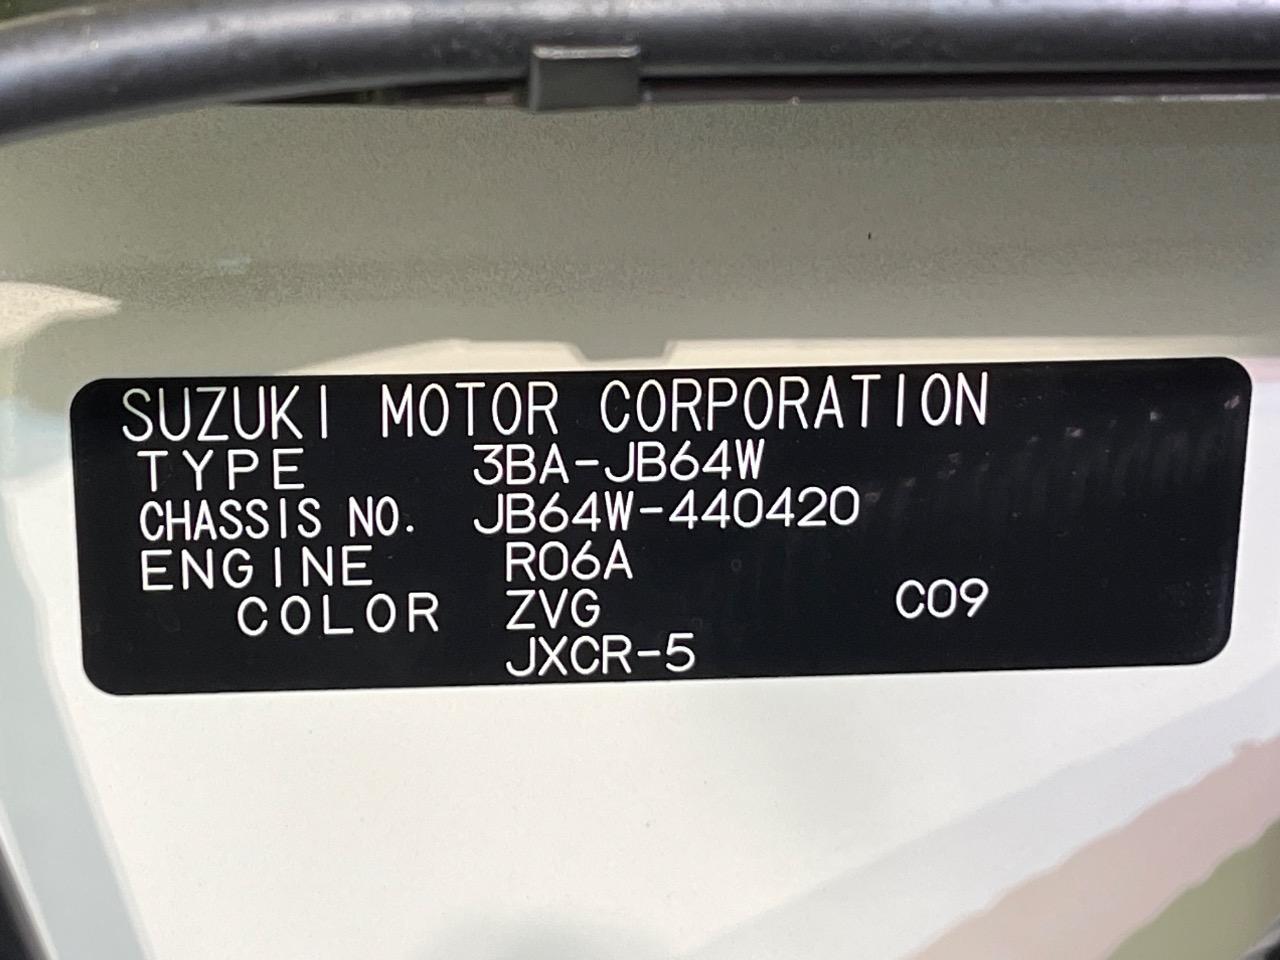 SUZUKI MOTOR CORPORATION
TYPE 3BA-JB64W
CHASSIS NO. JB64W-440420
ENGINE R06A
COLOR ZVG C09
JXCR-5